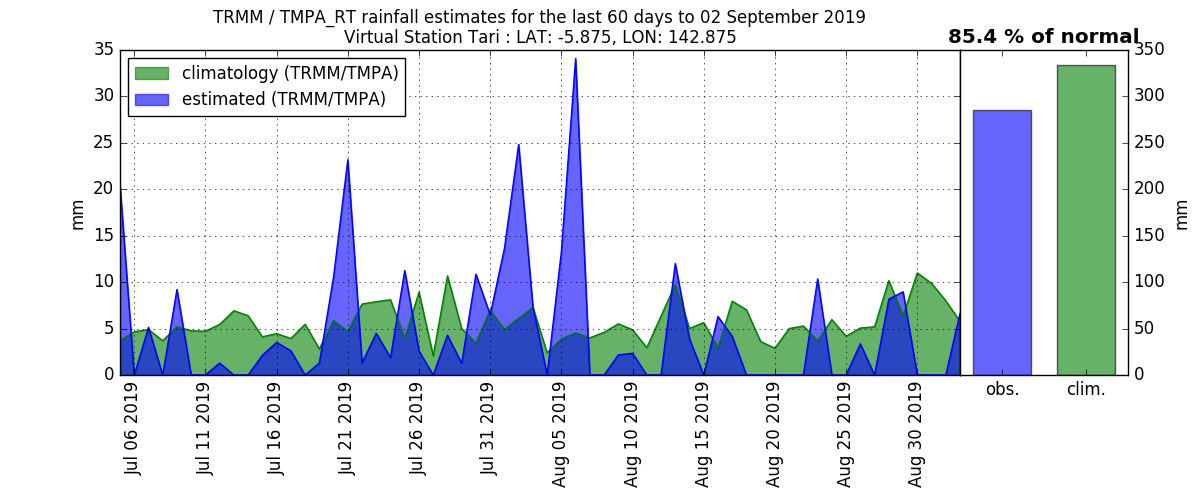 TRMM / TMPA_RT rainfall estimates for the last 60 days to 02 September 2019
Virtual Station Tari : LAT: -5.875, LON: 142.875
85.4 % of normal
climatology (TRMM/TMPA)
estimated (TRMM/TMPA)
35
30
25
20
15
10
5
0
mm
Jul 06 2019
Jul 11 2019
Jul 16 2019
Jul 21 2019
Jul 26 2019
Jul 31 2019
Aug 05 2019
Aug 10 2019
Aug 15 2019
Aug 20 2019
Aug 25 2019
Aug 30 2019
obs.
clim.
350
300
250
200
150
100
50
0
mm